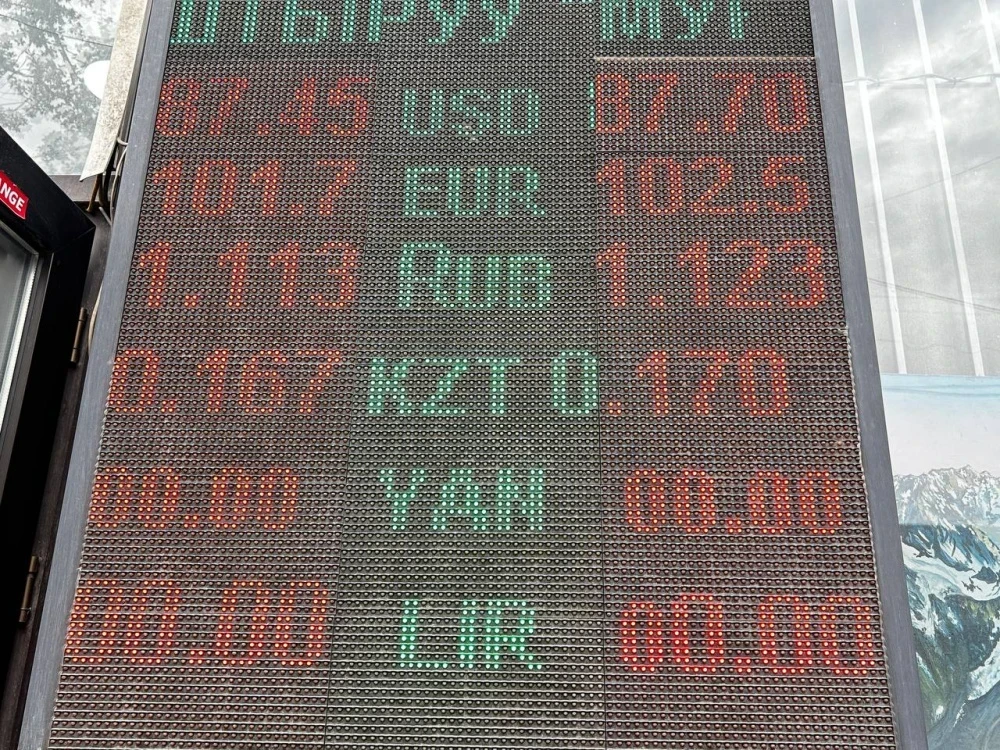 87.45 USD 87.70
NGE
101.7 EUR 102.5
1.113 RUB 1.123
0.167 KZT 0.170
00.00 YAN 00.00
00.00 LIR 00.00